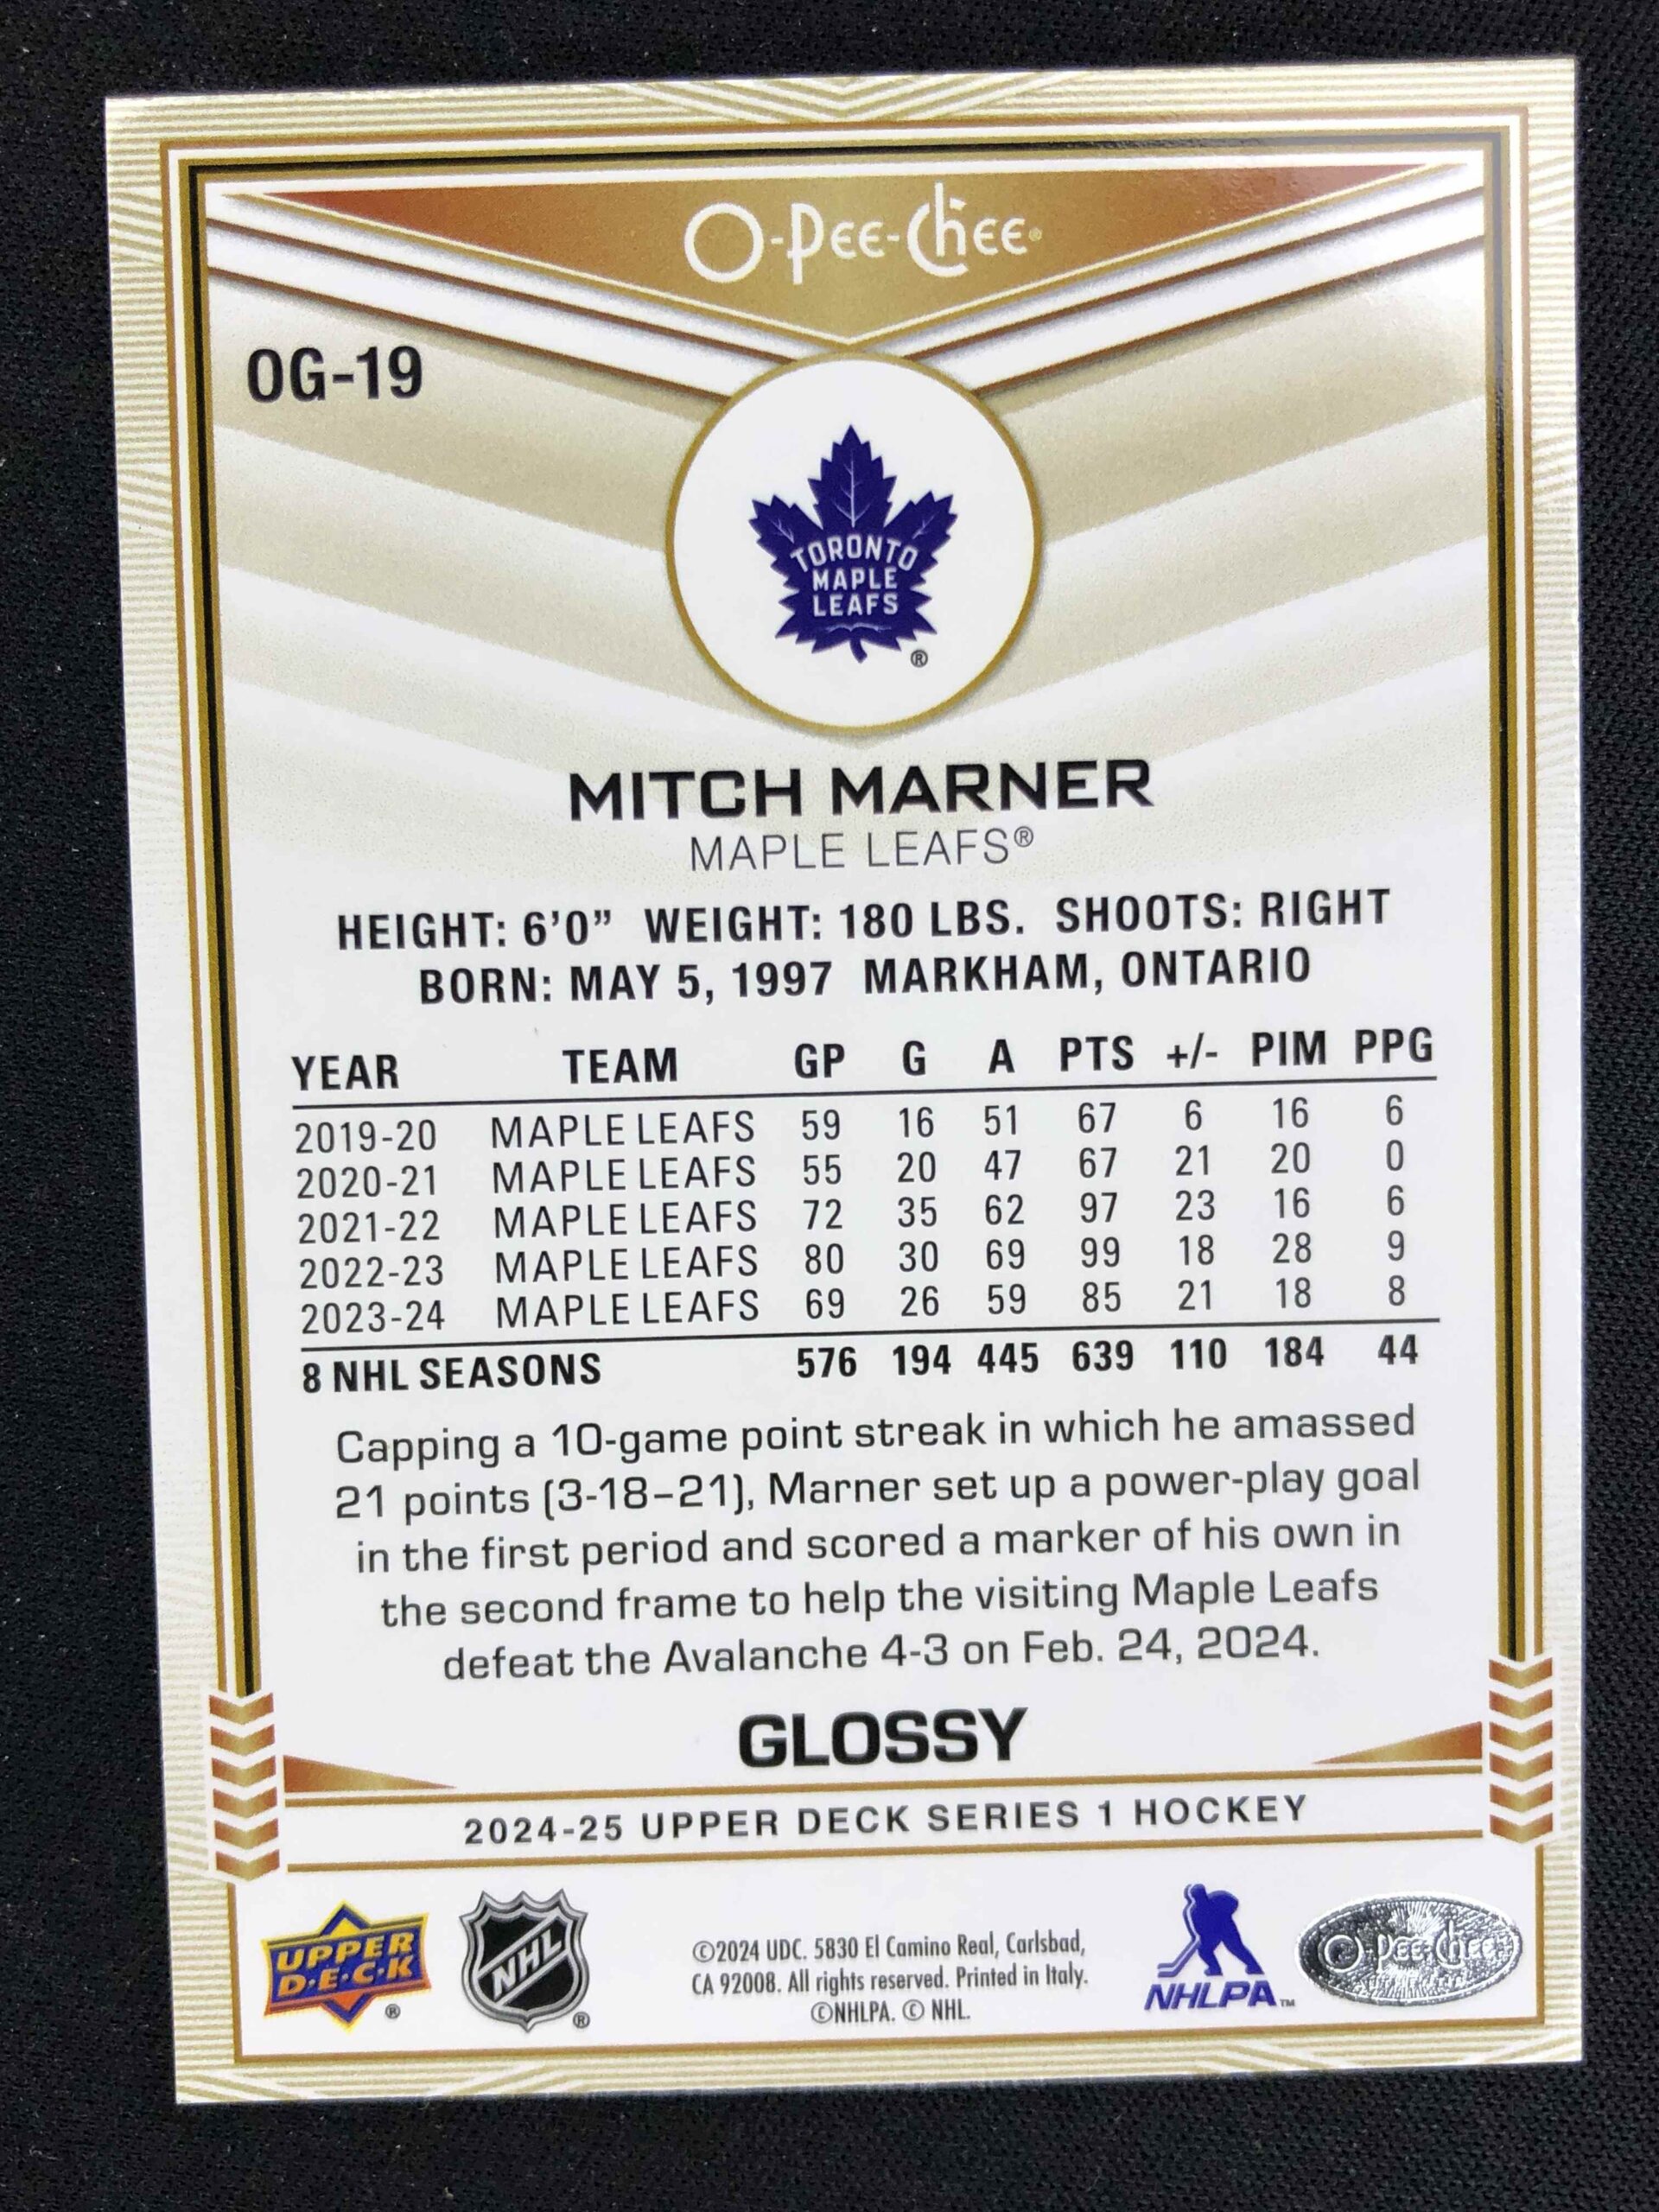 O-Pee-Chee®
OG-19
TORONTO
MAPLE
LEAFS
®
MITCH MARNER
MAPLE LEAFS®
HEIGHT: 6'0” WEIGHT: 180 LBS. SHOOTS: RIGHT
BORN: MAY 5, 1997 MARKHAM, ONTARIO
YEAR TEAM GP G A PTS +/- PIM PPG
2019-20 MAPLE LEAFS 59 16 51 67 6 16 6
2020-21 MAPLE LEAFS 55 20 47 67 21 20 0
2021-22 MAPLE LEAFS 72 35 62 97 23 16 6
2022-23 MAPLE LEAFS 80 30 69 99 18 28 9
2023-24 MAPLE LEAFS 69 26 59 85 21 18 8
8 NHL SEASONS 576 194 445 639 110 184 44
Capping a 10-game point streak in which he amassed
21 points (3-18–21), Marner set up a power-play goal
in the first period and scored a marker of his own in
the second frame to help the visiting Maple Leafs
defeat the Avalanche 4-3 on Feb. 24, 2024.
GLOSSY
2024-25 UPPER DECK SERIES 1 HOCKEY
UPPER
D·E·C·K
®
NHL
®
©2024 UDC. 5830 El Camino Real, Carlsbad,
CA 92008. All rights reserved. Printed in Italy.
©NHLPA. © NHL.
NHLPA™
O-Pee-Chee